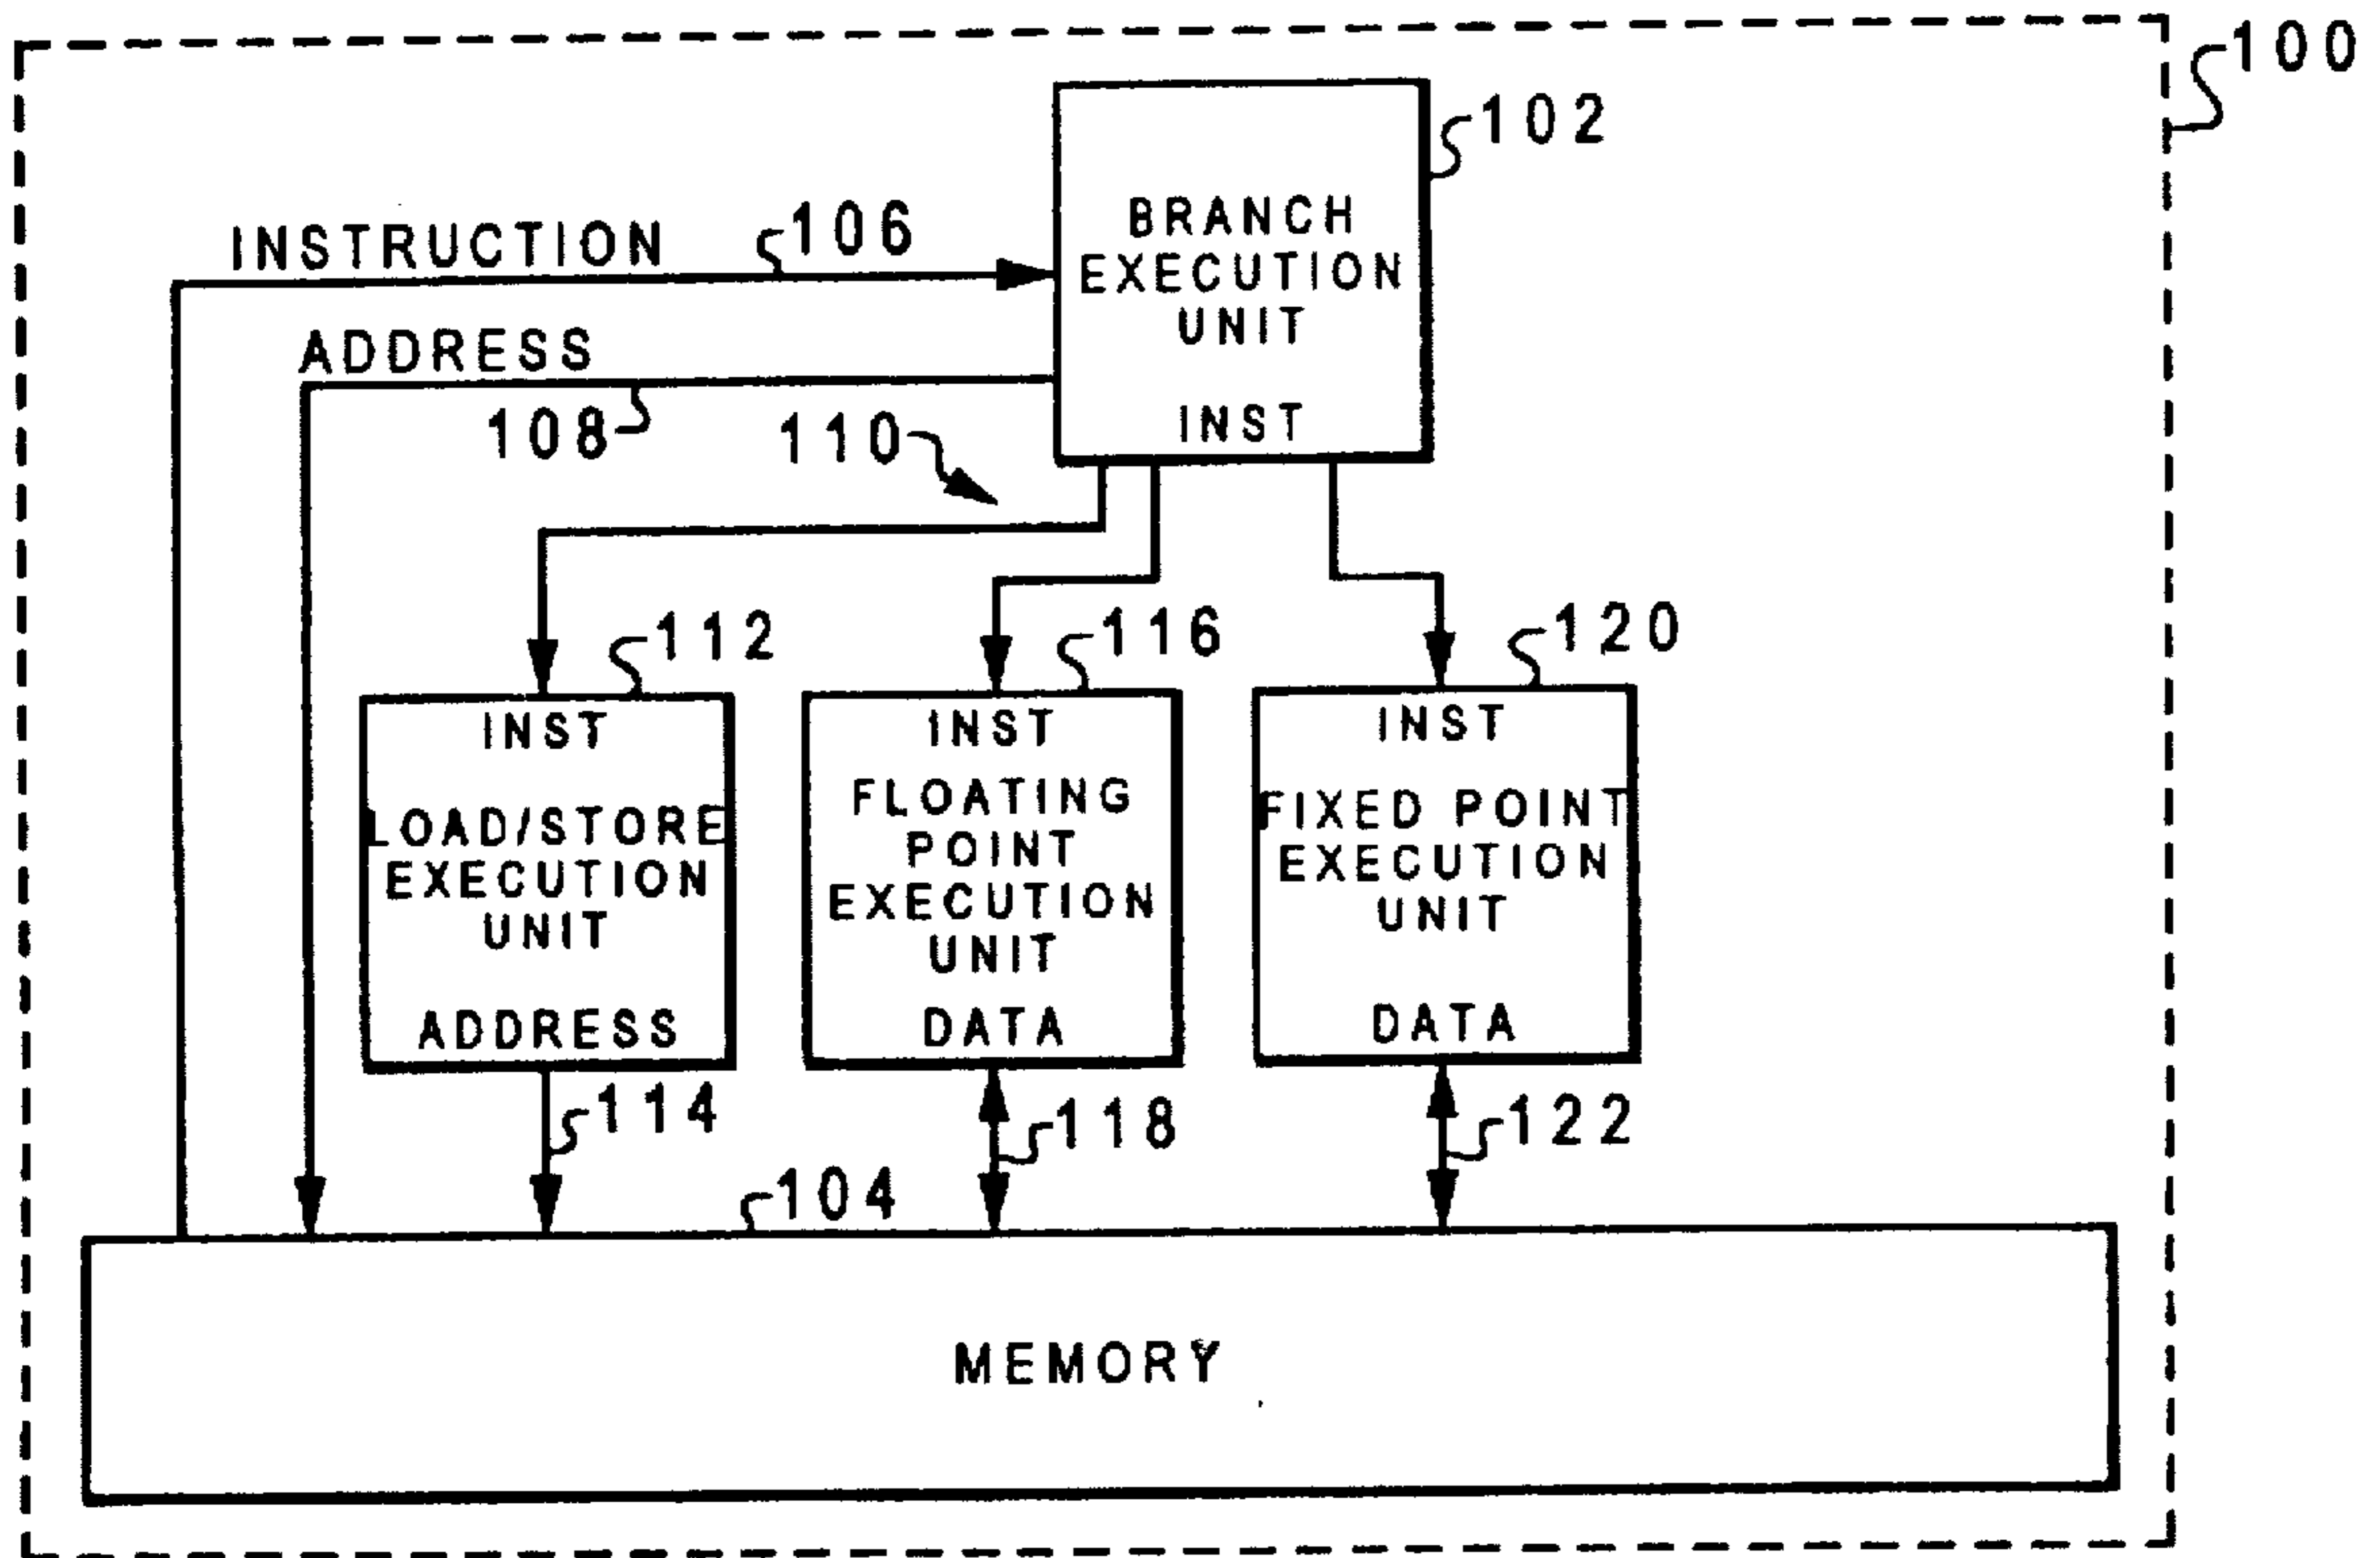 100
102
BRANCH
EXECUTION
UNIT
INST
INSTRUCTION
106
ADDRESS
108
110
112
116
120
INST
LOAD/STORE
EXECUTION
UNIT
ADDRESS
INST
FLOATING
POINT
EXECUTION
UNIT
DATA
INST
FIXED POINT
EXECUTION
UNIT
DATA
114
118
122
104
MEMORY